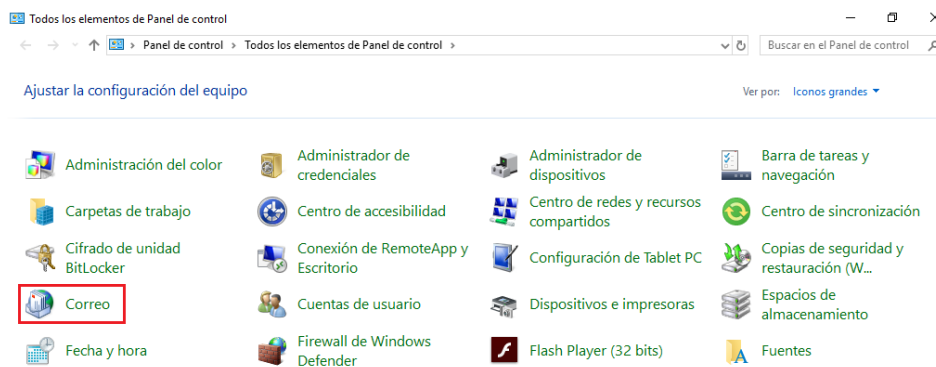 Todos los elementos de Panel de control
Panel de control > Todos los elementos de Panel de control >
Buscar en el Panel de control
Ajustar la configuración del equipo
Ver por: Iconos grandes
Administración del color
Administrador de
credenciales
Administrador de
dispositivos
Barra de tareas y
navegación
Carpetas de trabajo
Centro de accesibilidad
Centro de redes y recursos
compartidos
Centro de sincronización
Cifrado de unidad
BitLocker
Conexión de RemoteApp y
Escritorio
Configuración de Tablet PC
Copias de seguridad y
restauración (W...
Correo
Cuentas de usuario
Dispositivos e impresoras
Espacios de
almacenamiento
Fecha y hora
Firewall de Windows
Defender
Flash Player (32 bits)
Fuentes